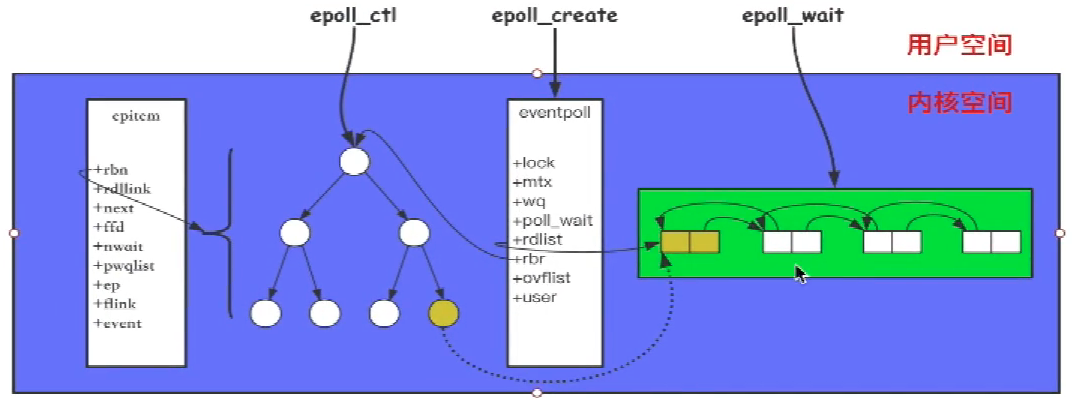 epoll_ctl
epoll_create
epoll_wait
用户空间
内核空间
epitem
+rbn
+rdllink
+next
+ffd
+nwait
+pwqlist
+ep
+flink
+event
eventpoll
+lock
+mtx
+wq
+poll_wait
+rdlist
+rbr
+ovflist
+user